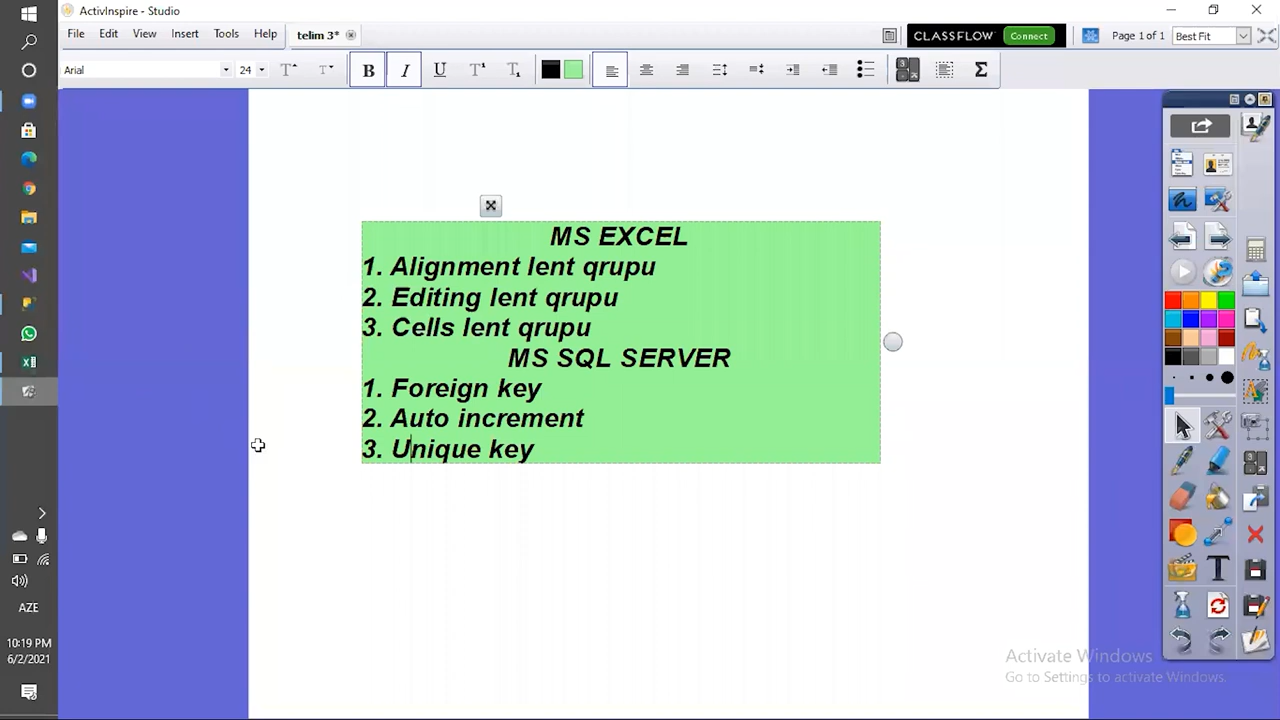 ActivInspire - Studio
File Edit View Insert Tools Help
telim 3*
CLASSFLOW Connect
Page 1 of 1
Best Fit
Arial
24
B I U T¹ T₁
Σ
MS EXCEL
1. Alignment lent qrupu
2. Editing lent qrupu
3. Cells lent qrupu
MS SQL SERVER
1. Foreign key
2. Auto increment
3. Unique key
AZE
10:19 PM
6/2/2021
T
Activate Windows
Go to Settings to activate Windows.